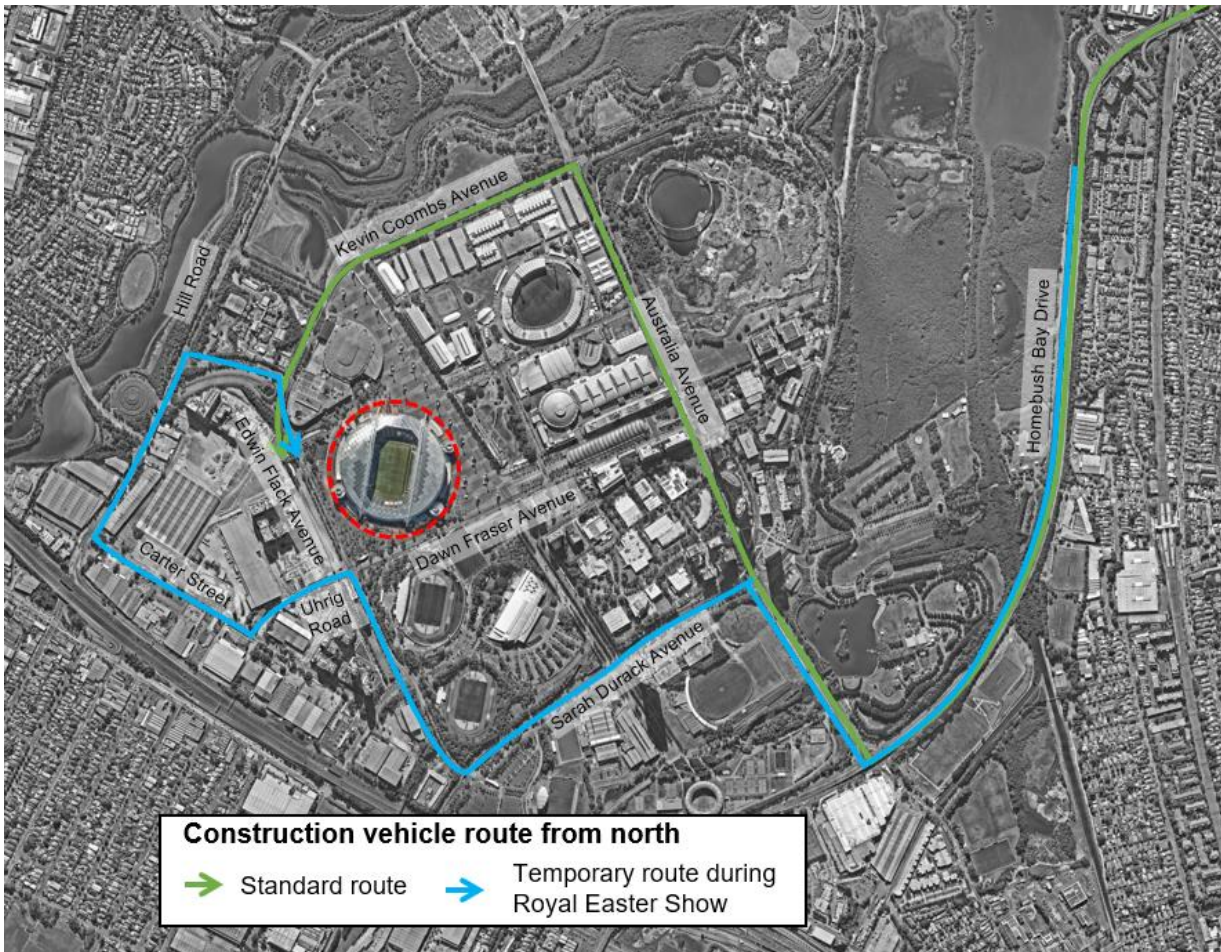 Kevin Coombs Avenue
Hill Road
Australia Avenue
Homebush Bay Drive
Edwin Flack Avenue
Dawn Fraser Avenue
Carter Street
Uhrig
Road
Sarah Durack Avenue
Construction vehicle route from north
Standard route
Temporary route during
Royal Easter Show